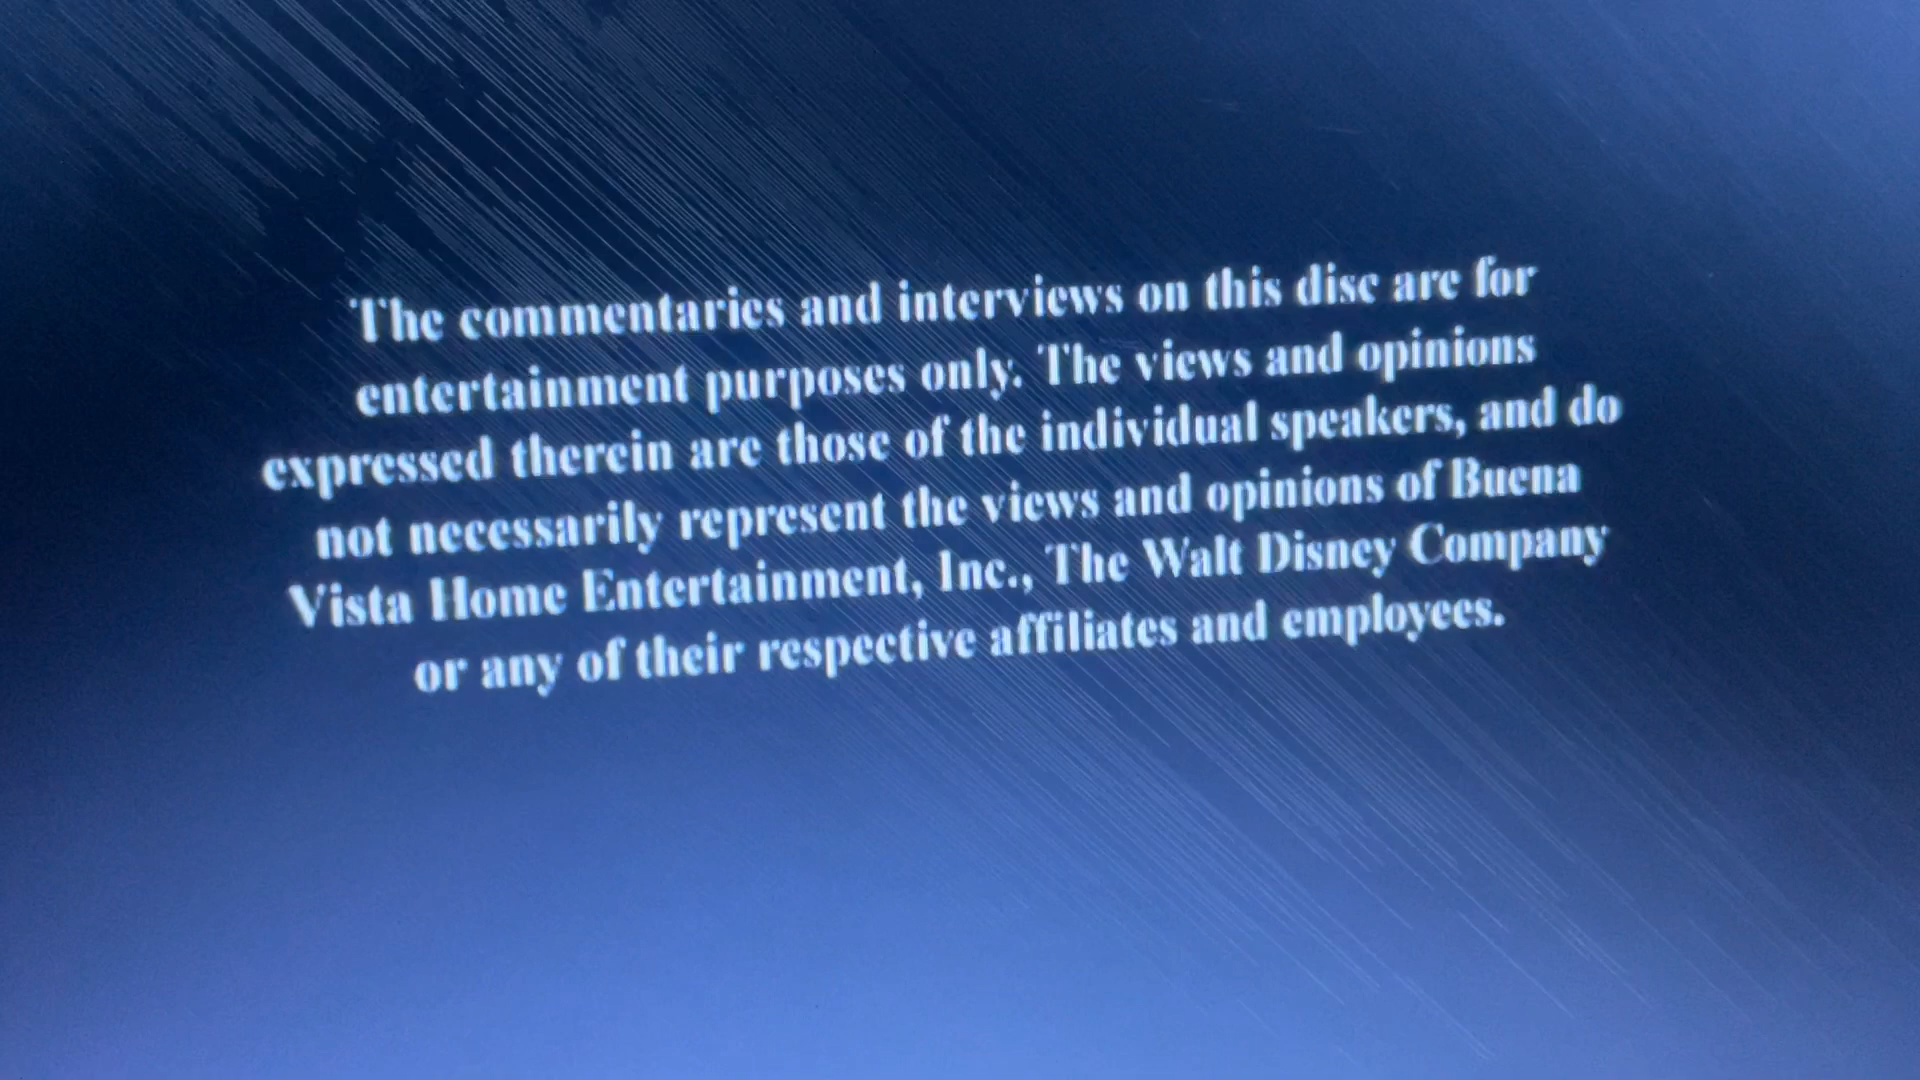 The commentaries and interviews on this disc are for
entertainment purposes only. The views and opinions
expressed therein are those of the individual speakers, and do
not necessarily represent the views and opinions of Buena
Vista Home Entertainment, Inc., The Walt Disney Company
or any of their respective affiliates and employees.